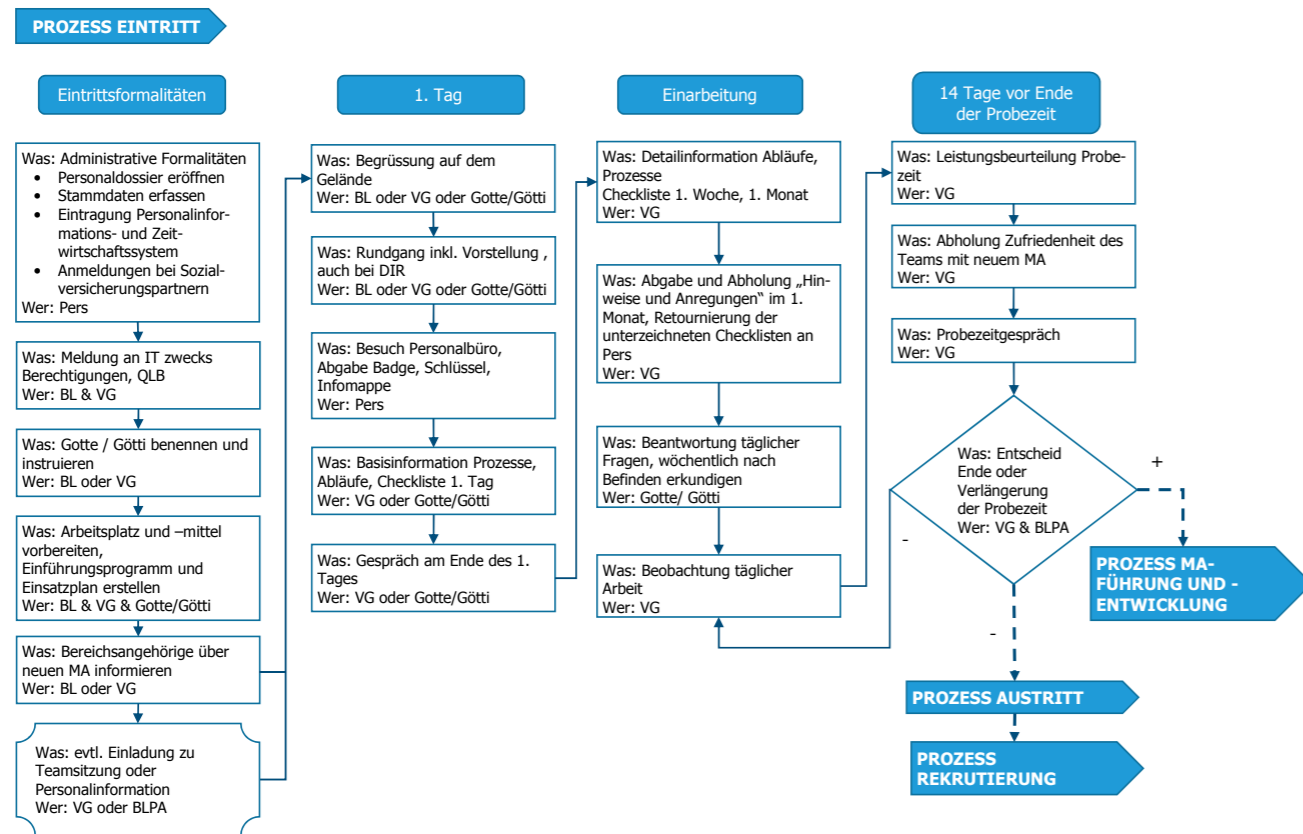 PROZESS EINTRITT
Eintrittsformalitäten
Was: Administrative Formalitäten
• Personaldossier eröffnen
• Stammdaten erfassen
• Eintragung Personalinfor-
mations- und Zeit-
wirtschaftssystem
• Anmeldungen bei Sozial-
versicherungspartnern
Wer: Pers
Was: Meldung an IT zwecks
Berechtigungen, QLB
Wer: BL & VG
Was: Gotte / Götti benennen und
instruieren
Wer: BL oder VG
Was: Arbeitsplatz und –mittel
vorbereiten,
Einführungsprogramm und
Einsatzplan erstellen
Wer: BL & VG & Gotte/Götti
Was: Bereichsangehörige über
neuen MA informieren
Wer: BL oder VG
Was: evtl. Einladung zu
Teamsitzung oder
Personalinformation
Wer: VG oder BLPA
1. Tag
Was: Begrüssung auf dem
Gelände
Wer: BL oder VG oder Gotte/Götti
Was: Rundgang inkl. Vorstellung ,
auch bei DIR
Wer: BL oder VG oder Gotte/Götti
Was: Besuch Personalbüro,
Abgabe Badge, Schlüssel,
Infomappe
Wer: Pers
Was: Basisinformation Prozesse,
Abläufe, Checkliste 1. Tag
Wer: VG oder Gotte/Götti
Was: Gespräch am Ende des 1.
Tages
Wer: VG oder Gotte/Götti
Einarbeitung
Was: Detailinformation Abläufe,
Prozesse
Checkliste 1. Woche, 1. Monat
Wer: VG
Was: Abgabe und Abholung „Hin-
weise und Anregungen“ im 1.
Monat, Retournierung der
unterzeichneten Checklisten an
Pers
Wer: VG
Was: Beantwortung täglicher
Fragen, wöchentlich nach
Befinden erkundigen
Wer: Gotte/ Götti
Was: Beobachtung täglicher
Arbeit
Wer: VG
14 Tage vor Ende
der Probezeit
Was: Leistungsbeurteilung Probe-
zeit
Wer: VG
Was: Abholung Zufriedenheit des
Teams mit neuem MA
Wer: VG
Was: Probezeitgespräch
Wer: VG
Was: Entscheid
Ende oder
Verlängerung
der Probezeit
Wer: VG & BLPA
+
-
-
PROZESS MA-
FÜHRUNG UND -
ENTWICKLUNG
PROZESS AUSTRITT
PROZESS
REKRUTIERUNG